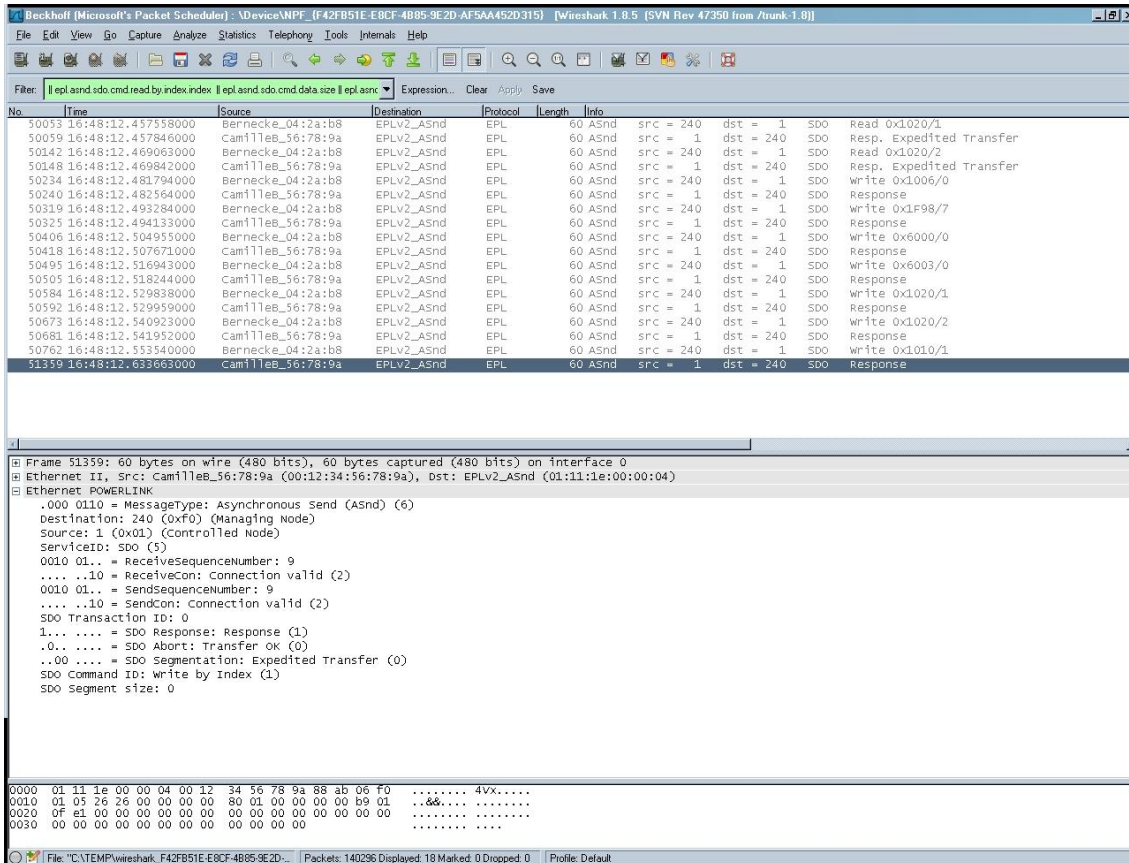 Beckhoff (Microsoft's Packet Scheduler) : \Device\NPF_{F42FB51E-E8CF-4B85-9E2D-AF5AA452D315} [Wireshark 1.8.5 (SVN Rev 47350 from /trunk-1.8)]
File Edit View Go Capture Analyze Statistics Telephony Tools Internals Help
Filter: || epl.asnd.sdo.cmd.read.by.index.index || epl.asnd.sdo.cmd.data.size || epl.asnc Expression... Clear Apply Save
No. Time Source Destination Protocol Length Info
50053 16:48:12.457558000 Bernecke_04:2a:b8 EPLv2_ASnd EPL 60 ASnd src = 240 dst = 1 SDO Read 0x1020/1
50059 16:48:12.457846000 CamilleB_56:78:9a EPLv2_ASnd EPL 60 ASnd src = 1 dst = 240 SDO Resp. Expedited Transfer
50142 16:48:12.469063000 Bernecke_04:2a:b8 EPLv2_ASnd EPL 60 ASnd src = 240 dst = 1 SDO Read 0x1020/2
50148 16:48:12.469842000 CamilleB_56:78:9a EPLv2_ASnd EPL 60 ASnd src = 1 dst = 240 SDO Resp. Expedited Transfer
50234 16:48:12.481794000 Bernecke_04:2a:b8 EPLv2_ASnd EPL 60 ASnd src = 240 dst = 1 SDO Write 0x1006/0
50240 16:48:12.482564000 CamilleB_56:78:9a EPLv2_ASnd EPL 60 ASnd src = 1 dst = 240 SDO Response
50319 16:48:12.493284000 Bernecke_04:2a:b8 EPLv2_ASnd EPL 60 ASnd src = 240 dst = 1 SDO Write 0x1F98/7
50325 16:48:12.494133000 CamilleB_56:78:9a EPLv2_ASnd EPL 60 ASnd src = 1 dst = 240 SDO Response
50406 16:48:12.504955000 Bernecke_04:2a:b8 EPLv2_ASnd EPL 60 ASnd src = 240 dst = 1 SDO Write 0x6000/0
50418 16:48:12.507671000 CamilleB_56:78:9a EPLv2_ASnd EPL 60 ASnd src = 1 dst = 240 SDO Response
50495 16:48:12.516943000 Bernecke_04:2a:b8 EPLv2_ASnd EPL 60 ASnd src = 240 dst = 1 SDO Write 0x6003/0
50505 16:48:12.518244000 CamilleB_56:78:9a EPLv2_ASnd EPL 60 ASnd src = 1 dst = 240 SDO Response
50584 16:48:12.529838000 Bernecke_04:2a:b8 EPLv2_ASnd EPL 60 ASnd src = 240 dst = 1 SDO Write 0x1020/1
50592 16:48:12.529959000 CamilleB_56:78:9a EPLv2_ASnd EPL 60 ASnd src = 1 dst = 240 SDO Response
50673 16:48:12.540923000 Bernecke_04:2a:b8 EPLv2_ASnd EPL 60 ASnd src = 240 dst = 1 SDO Write 0x1020/2
50681 16:48:12.541952000 CamilleB_56:78:9a EPLv2_ASnd EPL 60 ASnd src = 1 dst = 240 SDO Response
50762 16:48:12.553540000 Bernecke_04:2a:b8 EPLv2_ASnd EPL 60 ASnd src = 240 dst = 1 SDO Write 0x1010/1
51359 16:48:12.633663000 CamilleB_56:78:9a EPLv2_ASnd EPL 60 ASnd src = 1 dst = 240 SDO Response
Frame 51359: 60 bytes on wire (480 bits), 60 bytes captured (480 bits) on interface 0
Ethernet II, Src: CamilleB_56:78:9a (00:12:34:56:78:9a), Dst: EPLv2_ASnd (01:11:1e:00:00:04)
Ethernet POWERLINK
.000 0110 = MessageType: Asynchronous Send (ASnd) (6)
Destination: 240 (0xf0) (Managing Node)
Source: 1 (0x01) (Controlled Node)
ServiceID: SDO (5)
0010 01.. = ReceiveSequenceNumber: 9
.... ..10 = ReceiveCon: Connection valid (2)
0010 01.. = SendSequenceNumber: 9
.... ..10 = SendCon: Connection valid (2)
SDO Transaction ID: 0
1... .... = SDO Response: Response (1)
.0.. .... = SDO Abort: Transfer OK (0)
..00 .... = SDO Segmentation: Expedited Transfer (0)
SDO Command ID: Write by Index (1)
SDO Segment size: 0
0000 01 11 1e 00 00 04 00 12 34 56 78 9a 88 ab 06 f0 ........ 4Vx.....
0010 01 05 26 26 00 00 00 00 80 01 00 00 00 00 b9 01 ..&&.... ........
0020 0f e1 00 00 00 00 00 00 00 00 00 00 00 00 00 00 ........ ........
0030 00 00 00 00 00 00 00 00 00 00 00 00 ........ ....
File: "C:\TEMP\wireshark_F42FB51E-E8CF-4B85-9E2D-... Packets: 140296 Displayed: 18 Marked: 0 Dropped: 0 Profile: Default